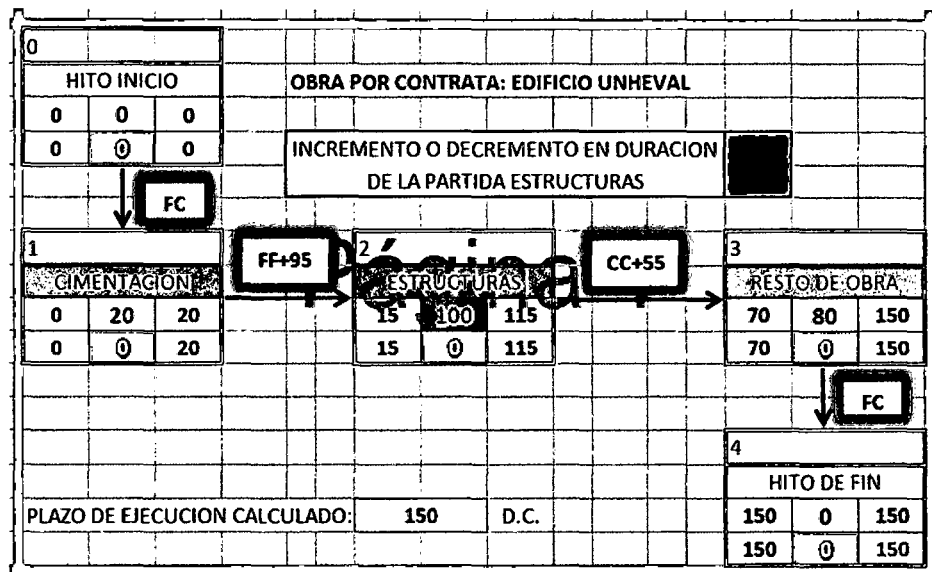 0
HITO INICIO
OBRA POR CONTRATA: EDIFICIO UNHEVAL
0 0 0
0 0 0
INCREMENTO O DECREMENTO EN DURACION
DE LA PARTIDA ESTRUCTURAS
FC
1
FF+95
2
CC+55
3
CIMENTACION
ESTRUCTURAS
RESTO DE OBRA
0 20 20
15 100 115
70 80 150
0 0 20
15 0 115
70 0 150
FC
4
HITO DE FIN
PLAZO DE EJECUCION CALCULADO: 150 D.C.
150 0 150
150 0 150